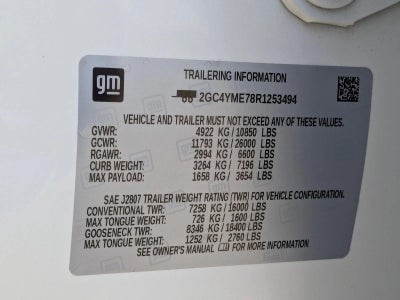 gm
TRAILERING INFORMATION
2GC4YME78R1253494
VEHICLE AND TRAILER MUST NOT EXCEED ANY OF THESE VALUES.
GVWR: 4922 KG/10850 LBS
GCWR: 11793 KG/26000 LBS
RGAWR: 2994 KG/ 6600 LBS
CURB WEIGHT: 3264 KG/ 7196 LBS
MAX PAYLOAD: 1658 KG/ 3654 LBS
SAE J2807 TRAILER WEIGHT RATING (TWR) FOR VEHICLE CONFIGURATION.
CONVENTIONAL TWR: 7258 KG/16000 LBS
MAX TONGUE WEIGHT: 726 KG/ 1600 LBS
GOOSENECK TWR: 8346 KG/18400 LBS
MAX TONGUE WEIGHT: 1252 KG/ 2760 LBS
SEE OWNER'S MANUAL FOR MORE INFORMATION